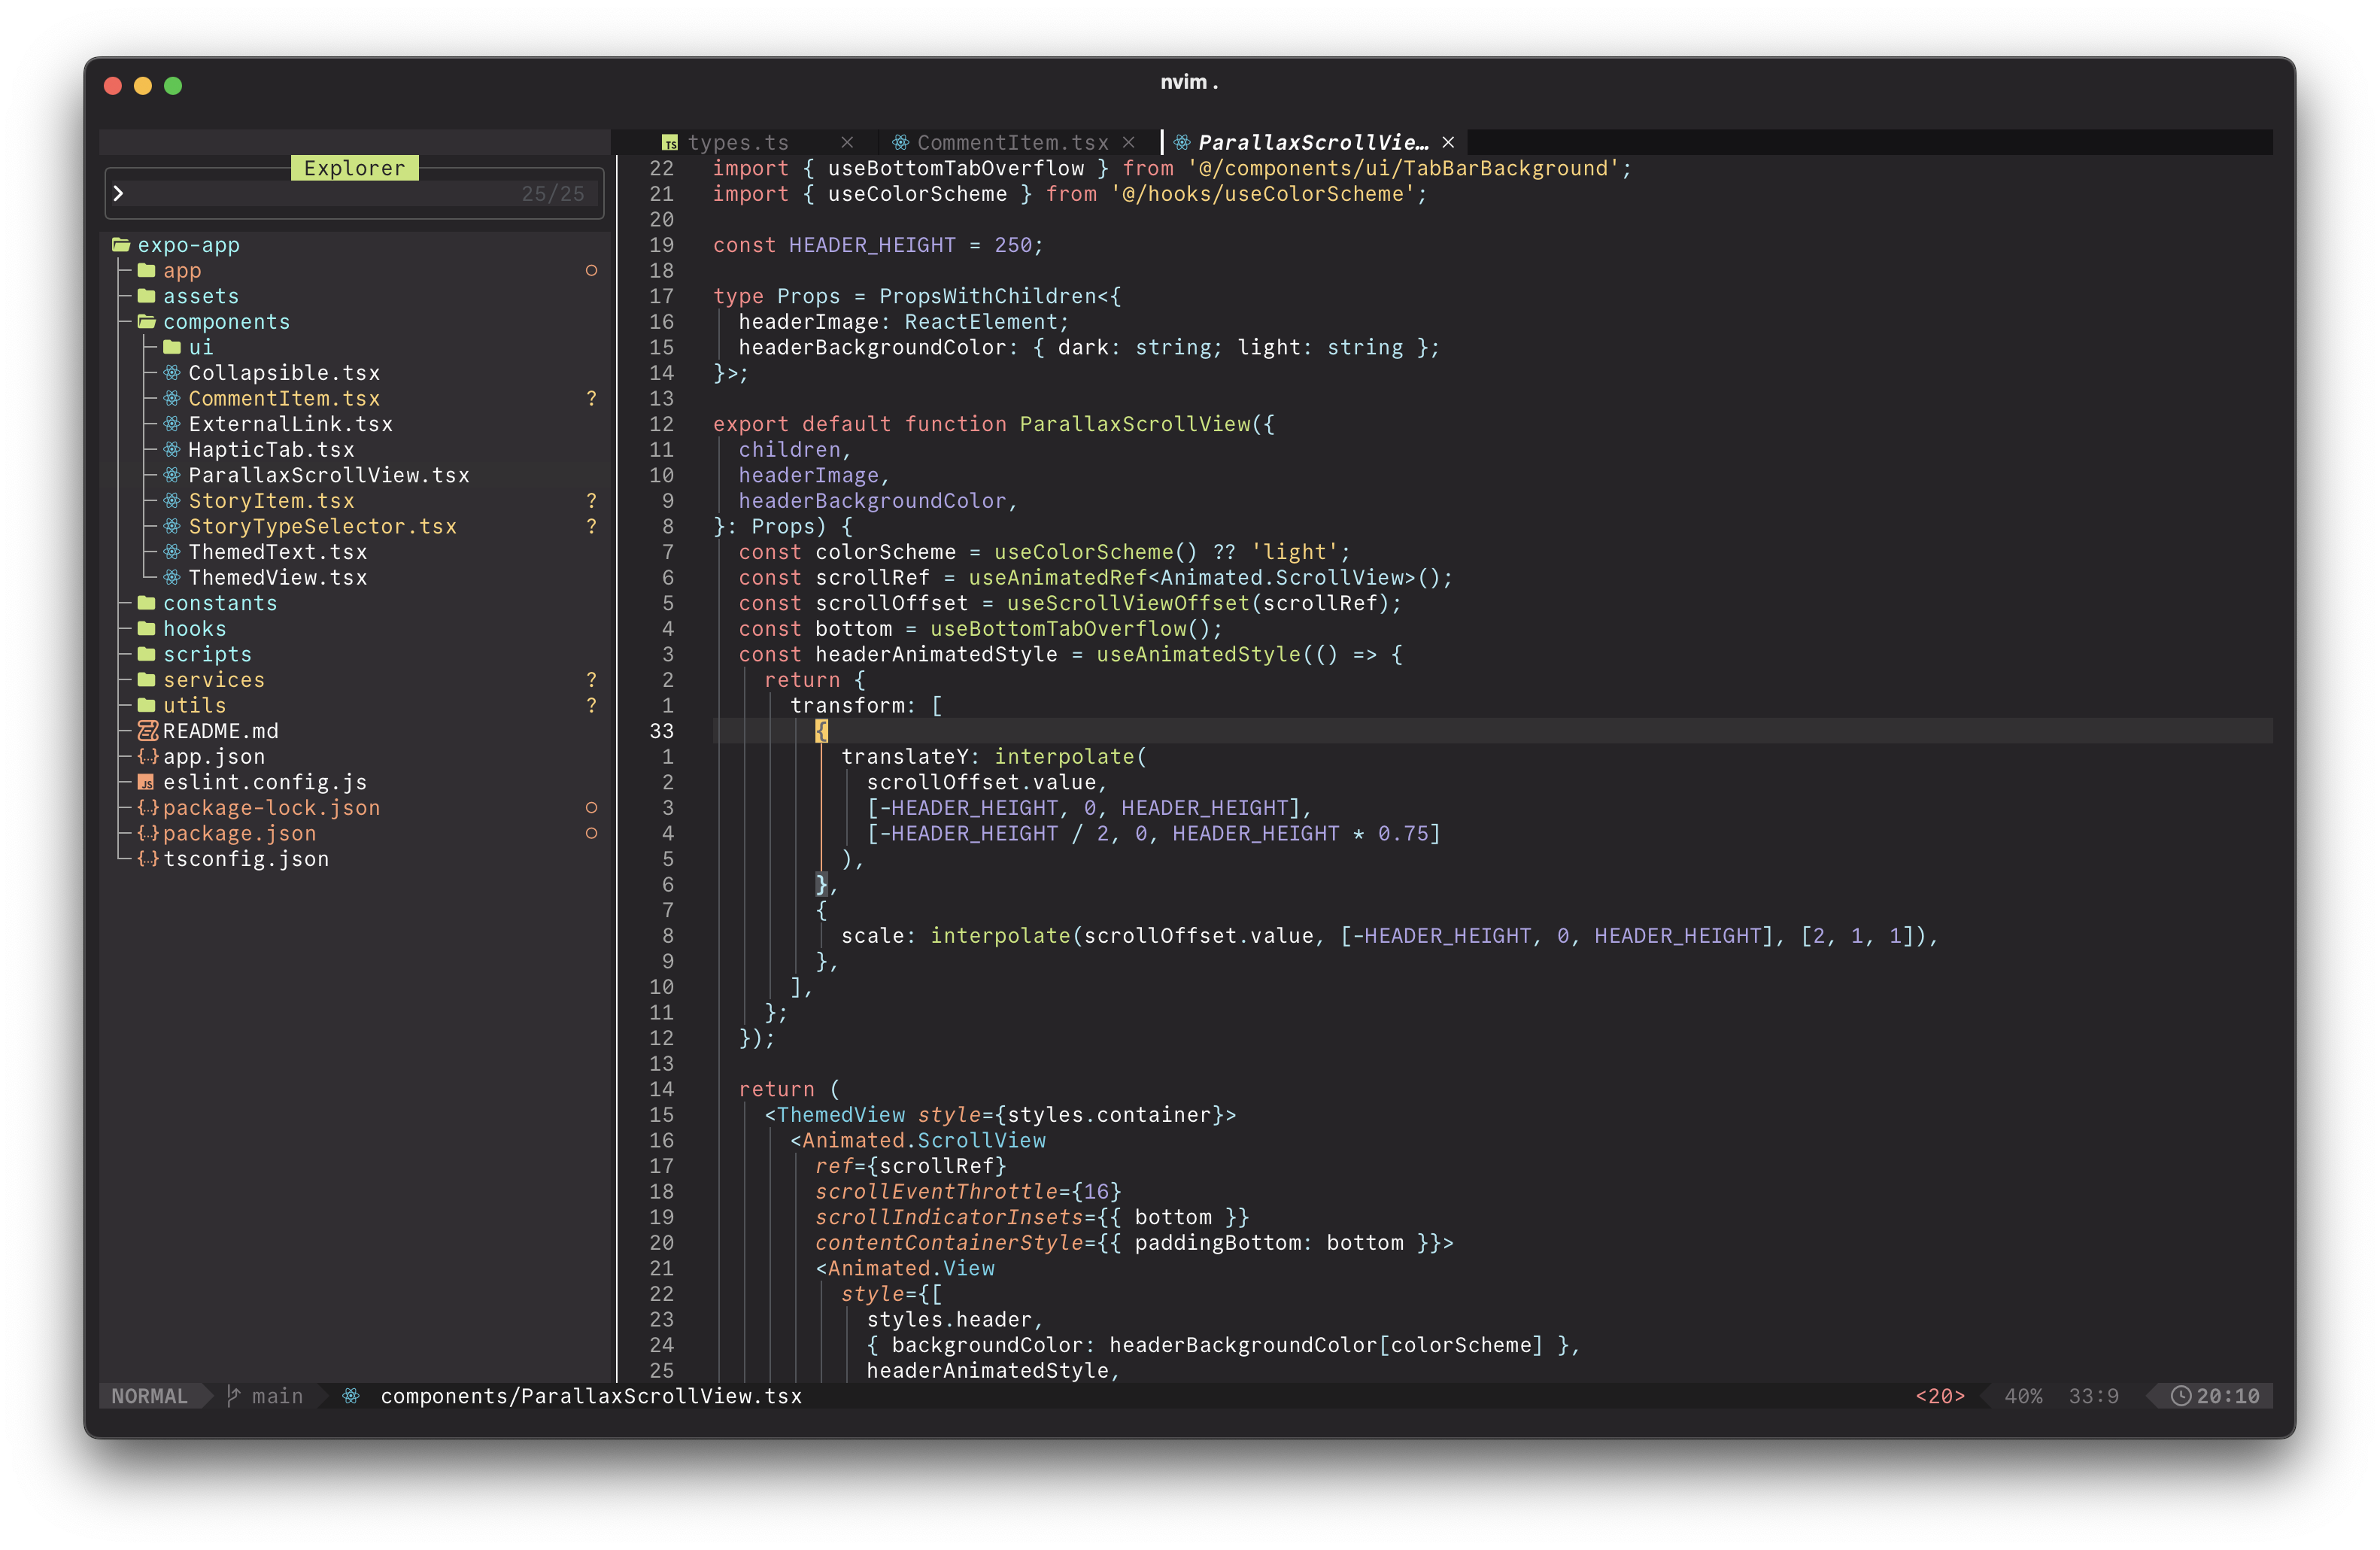 nvim .
types.ts × CommentItem.tsx × ParallaxScrollVie… ×
Explorer
25/25
expo-app
app
assets
components
ui
Collapsible.tsx
CommentItem.tsx ?
ExternalLink.tsx
HapticTab.tsx
ParallaxScrollView.tsx
StoryItem.tsx ?
StoryTypeSelector.tsx ?
ThemedText.tsx
ThemedView.tsx
constants
hooks
scripts
services ?
utils ?
README.md
app.json
eslint.config.js
package-lock.json
package.json
tsconfig.json
22 import { useBottomTabOverflow } from '@/components/ui/TabBarBackground';
21 import { useColorScheme } from '@/hooks/useColorScheme';
20
19 const HEADER_HEIGHT = 250;
18
17 type Props = PropsWithChildren<{
16 headerImage: ReactElement;
15 headerBackgroundColor: { dark: string; light: string };
14 }>;
13
12 export default function ParallaxScrollView({
11 children,
10 headerImage,
9 headerBackgroundColor,
8 }: Props) {
7 const colorScheme = useColorScheme() ?? 'light';
6 const scrollRef = useAnimatedRef<Animated.ScrollView>();
5 const scrollOffset = useScrollViewOffset(scrollRef);
4 const bottom = useBottomTabOverflow();
3 const headerAnimatedStyle = useAnimatedStyle(() => {
2 return {
1 transform: [
33 {
1 translateY: interpolate(
2 scrollOffset.value,
3 [-HEADER_HEIGHT, 0, HEADER_HEIGHT],
4 [-HEADER_HEIGHT / 2, 0, HEADER_HEIGHT * 0.75]
5 ),
6 },
7 {
8 scale: interpolate(scrollOffset.value, [-HEADER_HEIGHT, 0, HEADER_HEIGHT], [2, 1, 1]),
9 },
10 ],
11 };
12 });
13
14 return (
15 <ThemedView style={styles.container}>
16 <Animated.ScrollView
17 ref={scrollRef}
18 scrollEventThrottle={16}
19 scrollIndicatorInsets={{ bottom }}
20 contentContainerStyle={{ paddingBottom: bottom }}>
21 <Animated.View
22 style={[
23 styles.header,
24 { backgroundColor: headerBackgroundColor[colorScheme] },
25 headerAnimatedStyle,
NORMAL main components/ParallaxScrollView.tsx <20> 40% 33:9 20:10